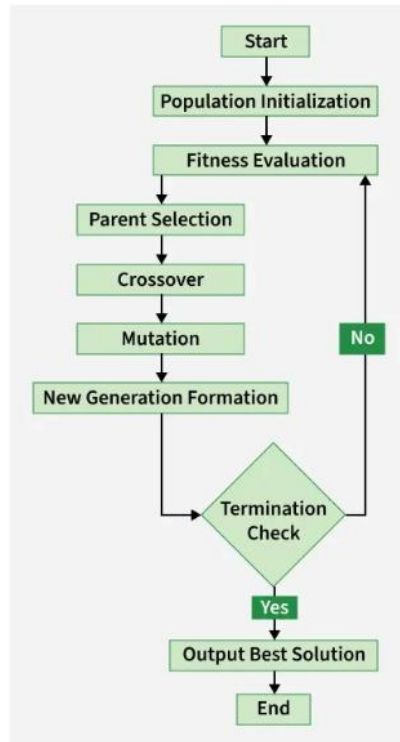 Start
Population Initialization
Fitness Evaluation
Parent Selection
Crossover
Mutation
No
New Generation Formation
Termination
Check
Yes
Output Best Solution
End